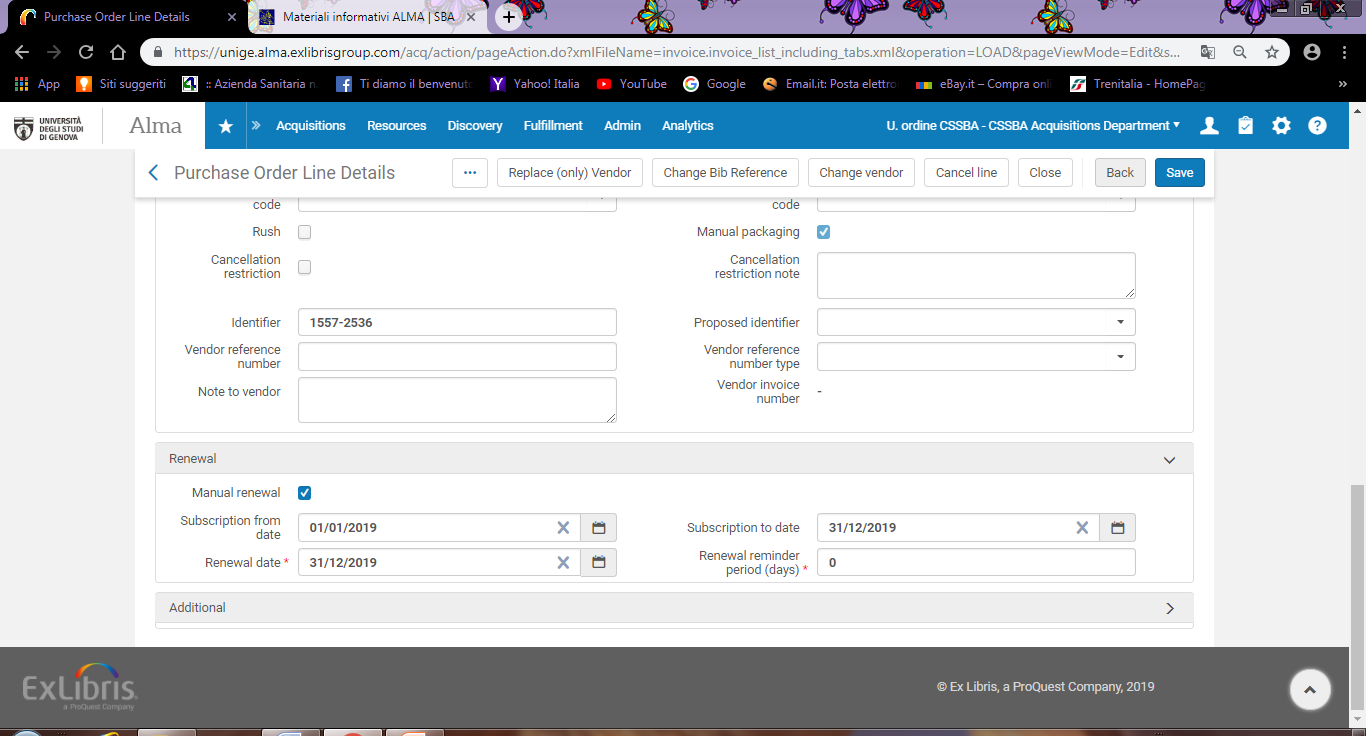 Purchase Order Line Details
Materiali informativi ALMA | SBA
https://unige.alma.exlibrisgroup.com/acq/action/pageAction.do?xmlFileName=invoice.invoice_list_including_tabs.xml&operation=LOAD&pageViewMode=Edit&s...
App
Siti suggeriti
:: Azienda Sanitaria n.
Ti diamo il benvenuto
Yahoo! Italia
YouTube
Google
Email.it: Posta elettro
eBay.it – Compra onli
Trenitalia - HomePag
»
UNIVERSITÀ
DEGLI STUDI
DI GENOVA
Alma
Acquisitions
Resources
Discovery
Fulfillment
Admin
Analytics
U. ordine CSSBA - CSSBA Acquisitions Department
Purchase Order Line Details
...
Replace (only) Vendor
Change Bib Reference
Change vendor
Cancel line
Close
Back
Save
code
code
Rush
Manual packaging
Cancellation
restriction
Cancellation
restriction note
Identifier
1557-2536
Proposed identifier
Vendor reference
number
Vendor reference
number type
Note to vendor
Vendor invoice
number
-
Renewal
Manual renewal
Subscription from
date
01/01/2019
Subscription to date
31/12/2019
Renewal date *
31/12/2019
Renewal reminder
period (days) *
0
Additional
ExLibris
a ProQuest Company
© Ex Libris, a ProQuest Company, 2019